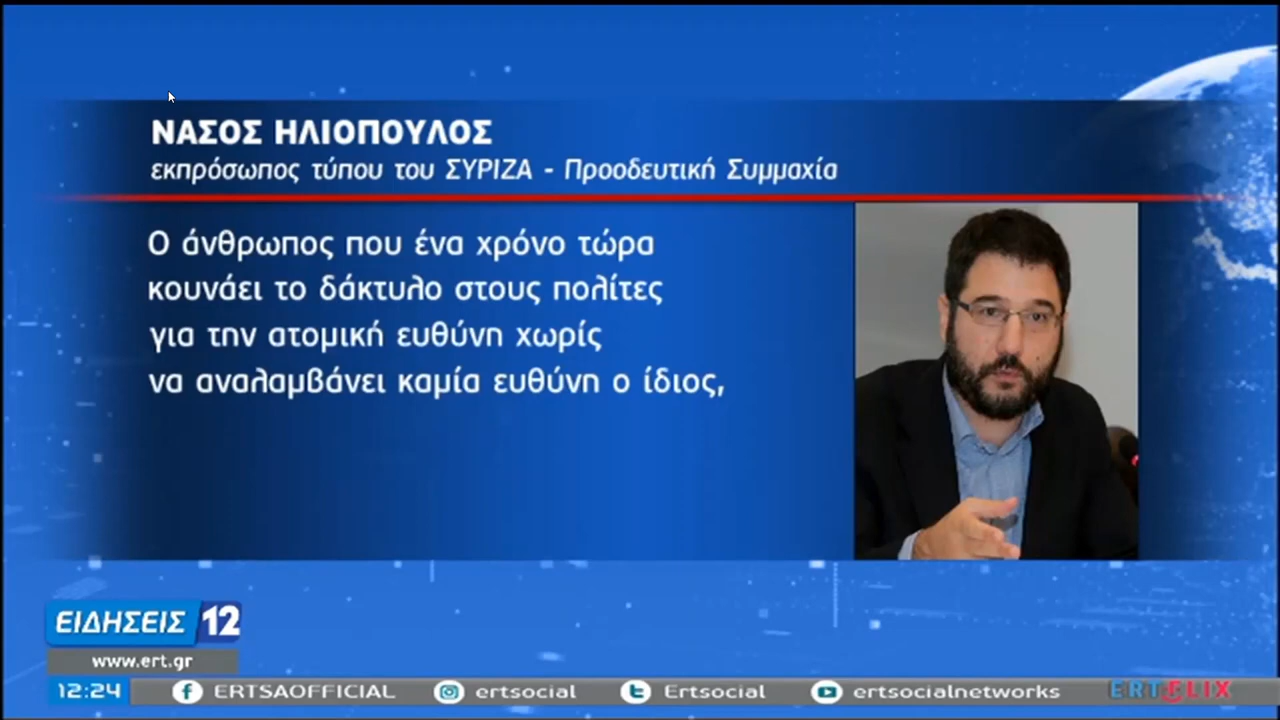 ΝΑΣΟΣ ΗΛΙΟΠΟΥΛΟΣ
εκπρόσωπος τύπου του ΣΥΡΙΖΑ - Προοδευτική Συμμαχία
Ο άνθρωπος που ένα χρόνο τώρα
κουνάει το δάκτυλο στους πολίτες
για την ατομική ευθύνη χωρίς
να αναλαμβάνει καμία ευθύνη ο ίδιος,
ΕΙΔΗΣΕΙΣ 12
www.ert.gr
12:24 ERTSAOFFICIAL ertsocial Ertsocial ertsocialnetworks ERTFLIX